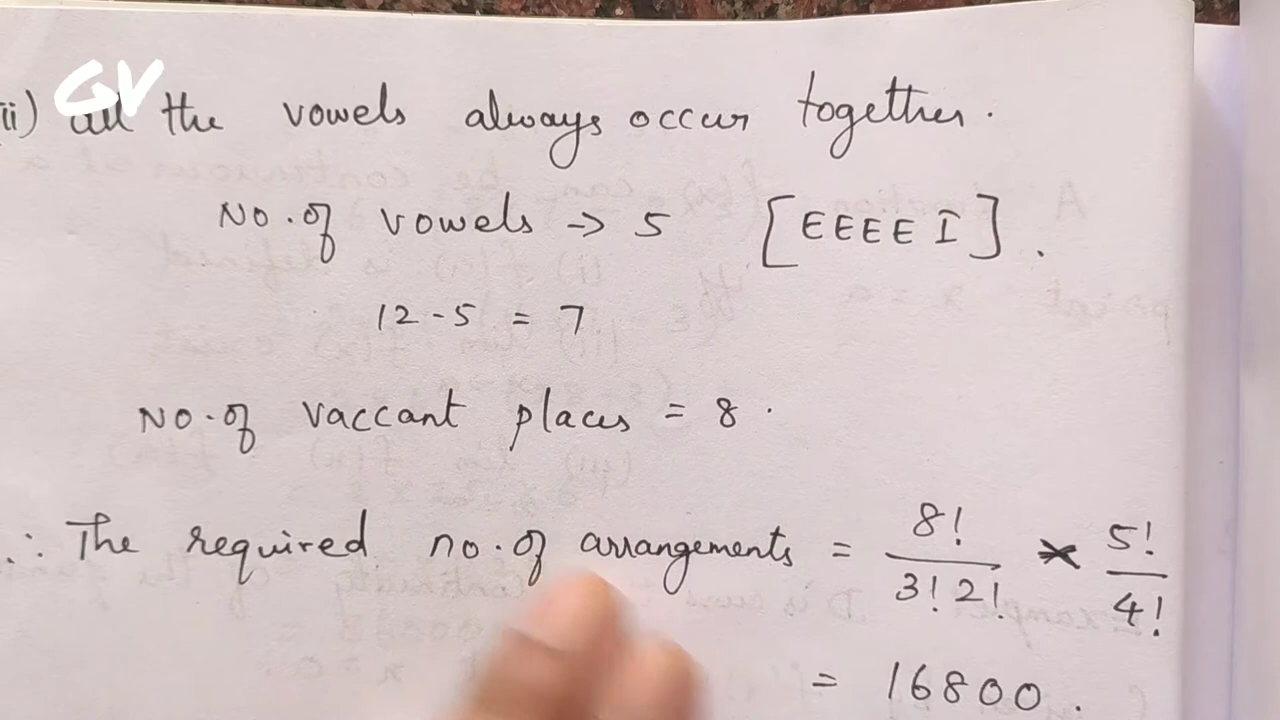 GV
ii) all the vowels always occur together.
No. of vowels → 5 [EEEE I].
12 - 5 = 7
No. of vaccant places = 8.
∴ The required no. of arrangements = 8!/3!2! × 5!/4!
= 16800.